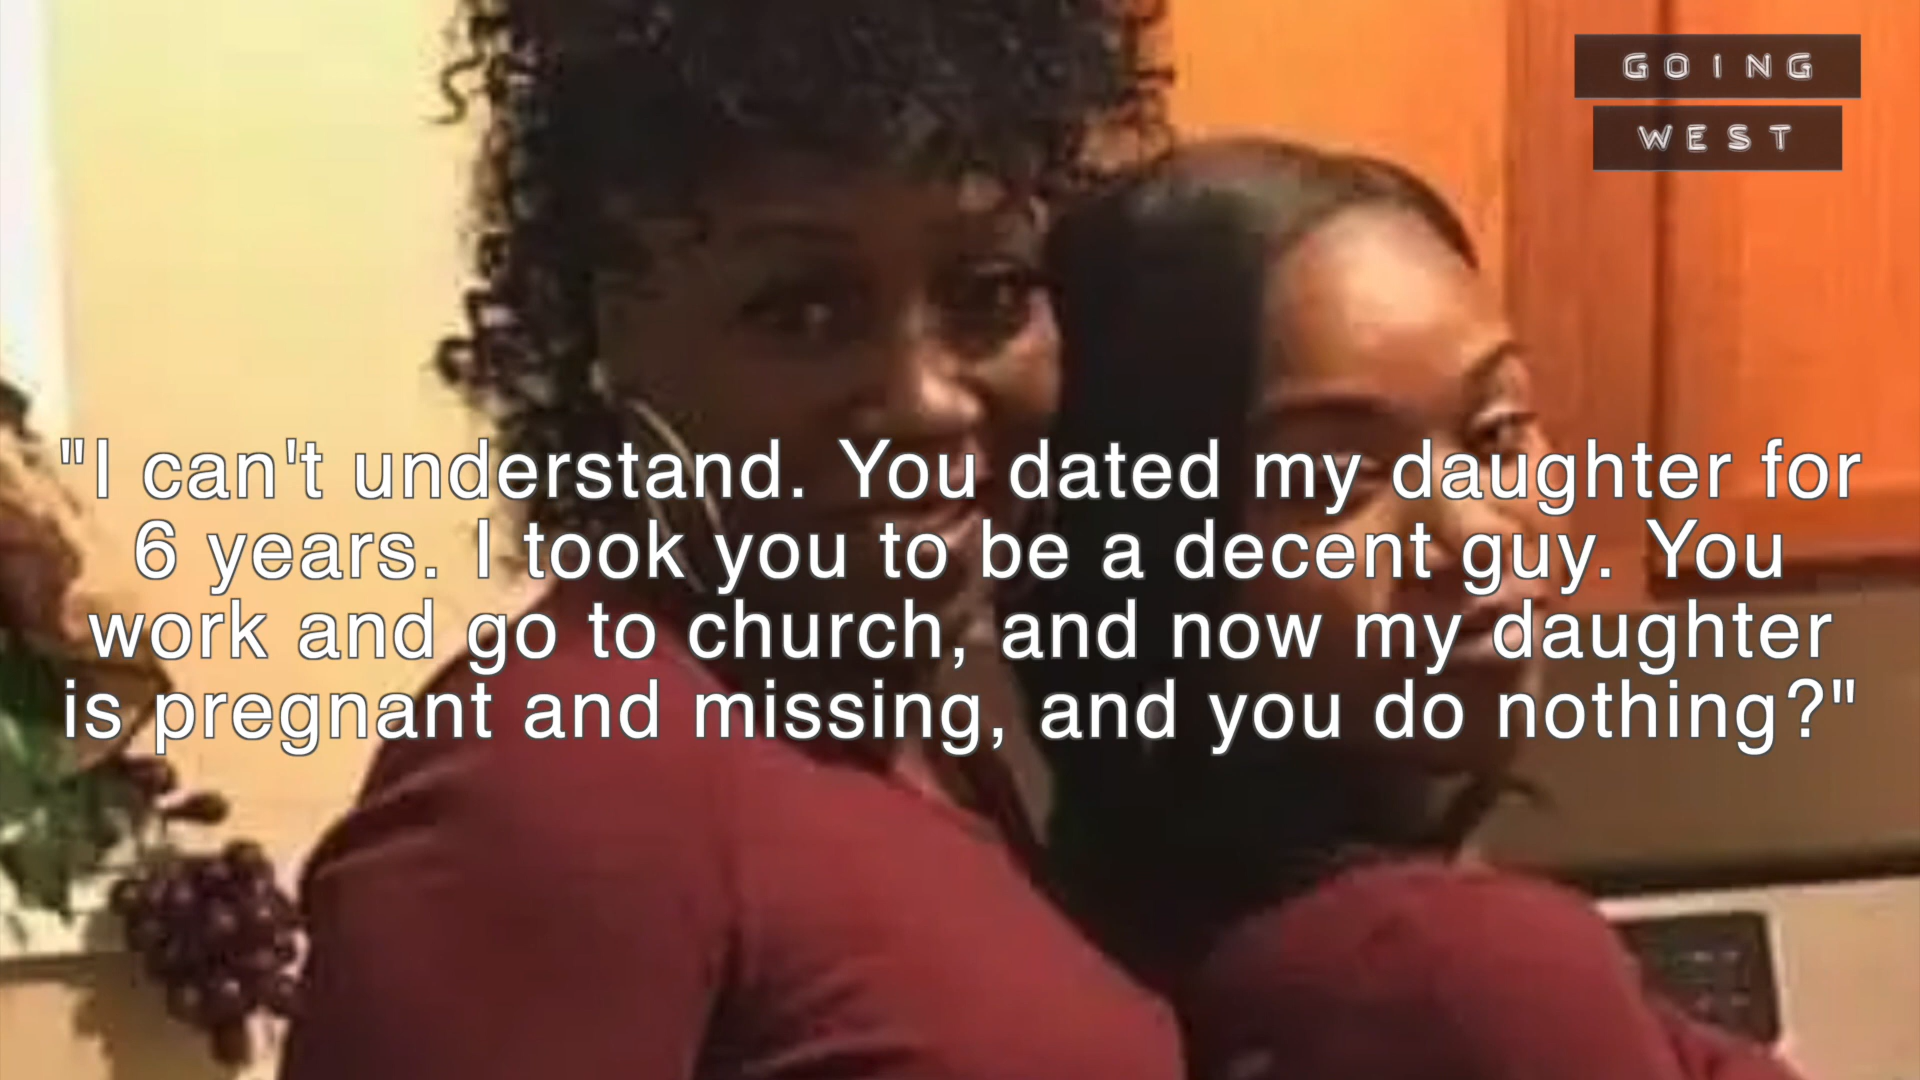 GOING
WEST
"I can't understand. You dated my daughter for
6 years. I took you to be a decent guy. You
work and go to church, and now my daughter
is pregnant and missing, and you do nothing?"